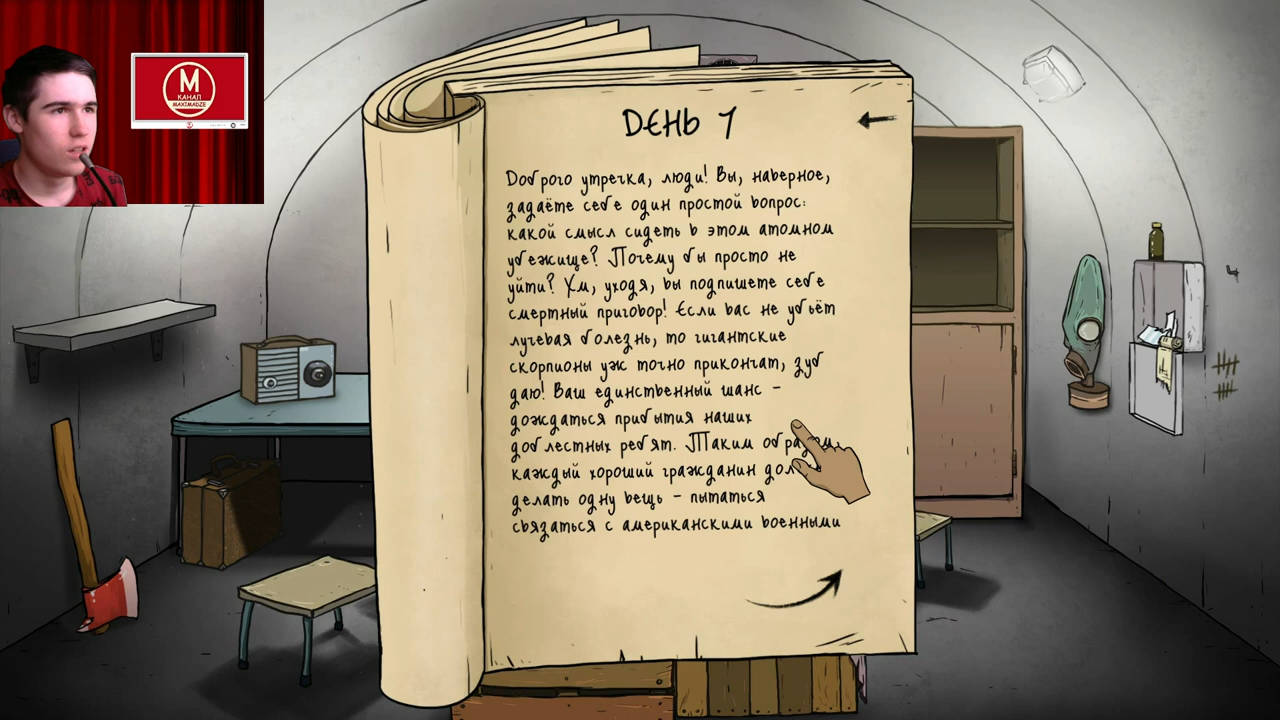 М
КАНАЛ
MAXIMADZE
ДЕНЬ 7
Доброго утречка, люди! Вы, наверное,
задаёте себе один простой вопрос:
какой смысл сидеть в этом атомном
убежище? Почему бы просто не
уйти? Хм, уходя, вы подпишете себе
смертный приговор! Если вас не убьёт
лучевая болезнь, то гигантские
скорпионы уж точно прикончат, зуб
даю! Ваш единственный шанс –
дождаться прибытия наших
доблестных ребят. Таким
каждый хороший гражданин
делать одну вещь – пытаться
связаться с американскими военными